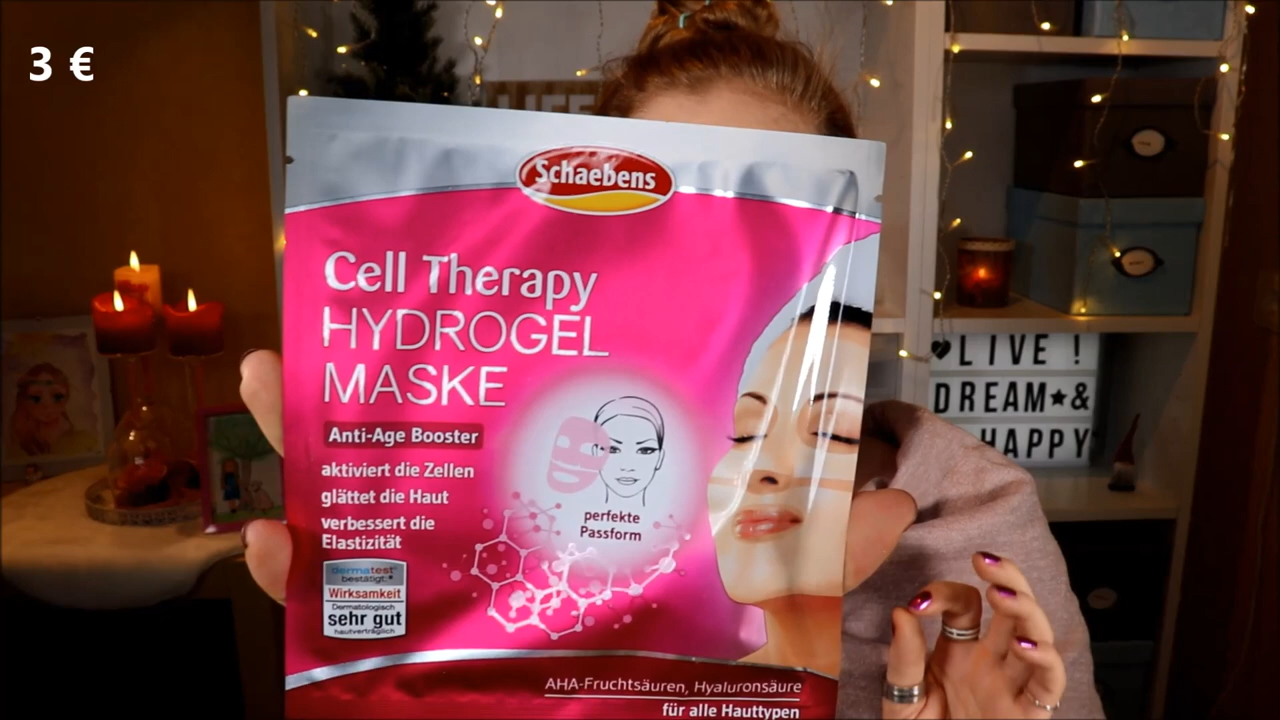 3 €
Schaebens
Cell Therapy
HYDROGEL
MASKE
Anti-Age Booster
aktiviert die Zellen
glättet die Haut
verbessert die
Elastizität
perfekte
Passform
dermatest
bestätigt:*
Wirksamkeit
Dermatologisch
sehr gut
hautverträglich
AHA-Fruchtsäuren, Hyaluronsäure
für alle Hauttypen
LIFE
LIVE !
DREAM★&
HAPPY